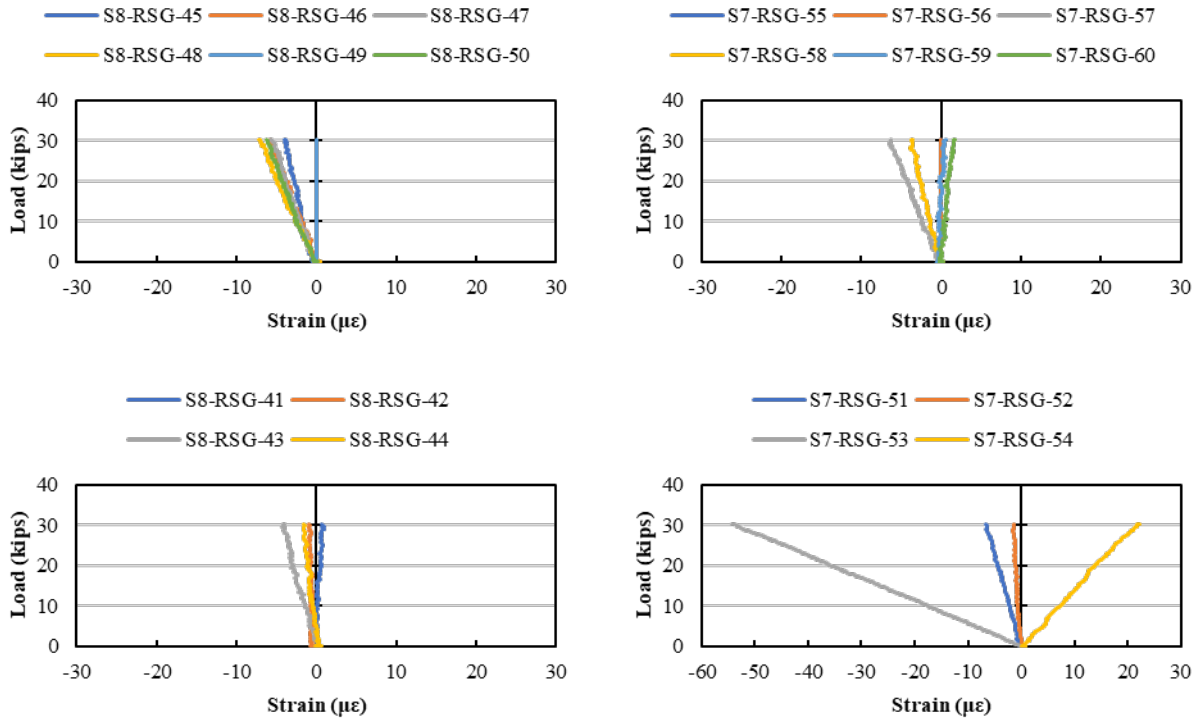 S8-RSG-45 S8-RSG-46 S8-RSG-47
S8-RSG-48 S8-RSG-49 S8-RSG-50
40
30
20
10
0
Load (kips)
-30 -20 -10 0 10 20 30
Strain (με)
S7-RSG-55 S7-RSG-56 S7-RSG-57
S7-RSG-58 S7-RSG-59 S7-RSG-60
40
30
20
10
0
Load (kips)
-30 -20 -10 0 10 20 30
Strain (με)
S8-RSG-41 S8-RSG-42
S8-RSG-43 S8-RSG-44
40
30
20
10
0
Load (kips)
-30 -20 -10 0 10 20 30
Strain (με)
S7-RSG-51 S7-RSG-52
S7-RSG-53 S7-RSG-54
40
30
20
10
0
Load (kips)
-60 -50 -40 -30 -20 -10 0 10 20 30
Strain (με)